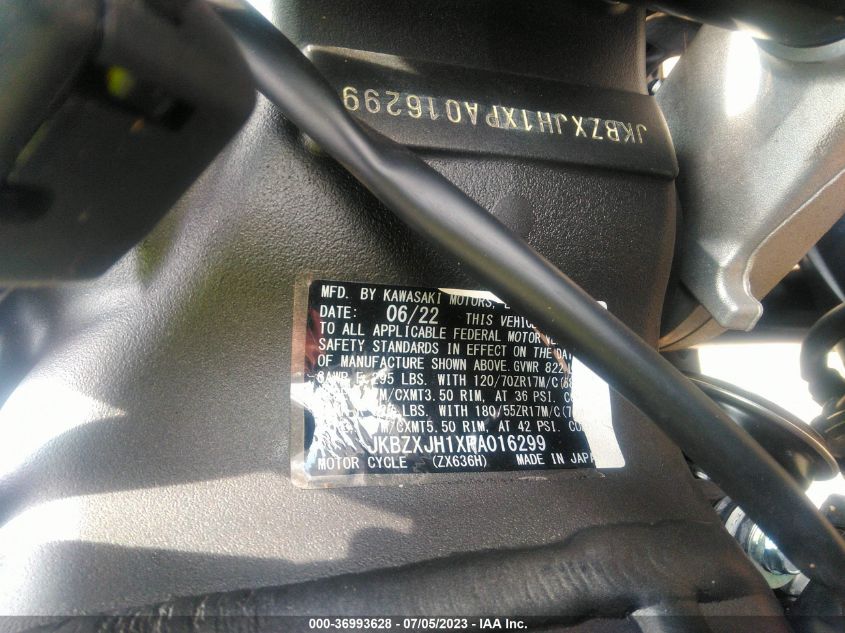 JKBZXJH1XPA016299
MFD. BY KAWASAKI MOTORS,
DATE: 06/22 THIS VEHIC
TO ALL APPLICABLE FEDERAL MOTOR VE
SAFETY STANDARDS IN EFFECT ON THE DAT
OF MANUFACTURE SHOWN ABOVE. GVWR 822
GAWR F 295 LBS. WITH 120/70ZR17M/C
M/CXMT3.50 RIM, AT 36 PSI.
LBS. WITH 180/55ZR17M/C
M/CXMT5.50 RIM, AT 42 PSI.
JKBZXJH1XPA016299
MOTOR CYCLE (ZX636H) MADE IN JAPA
000-36993628 - 07/05/2023 - IAA Inc.